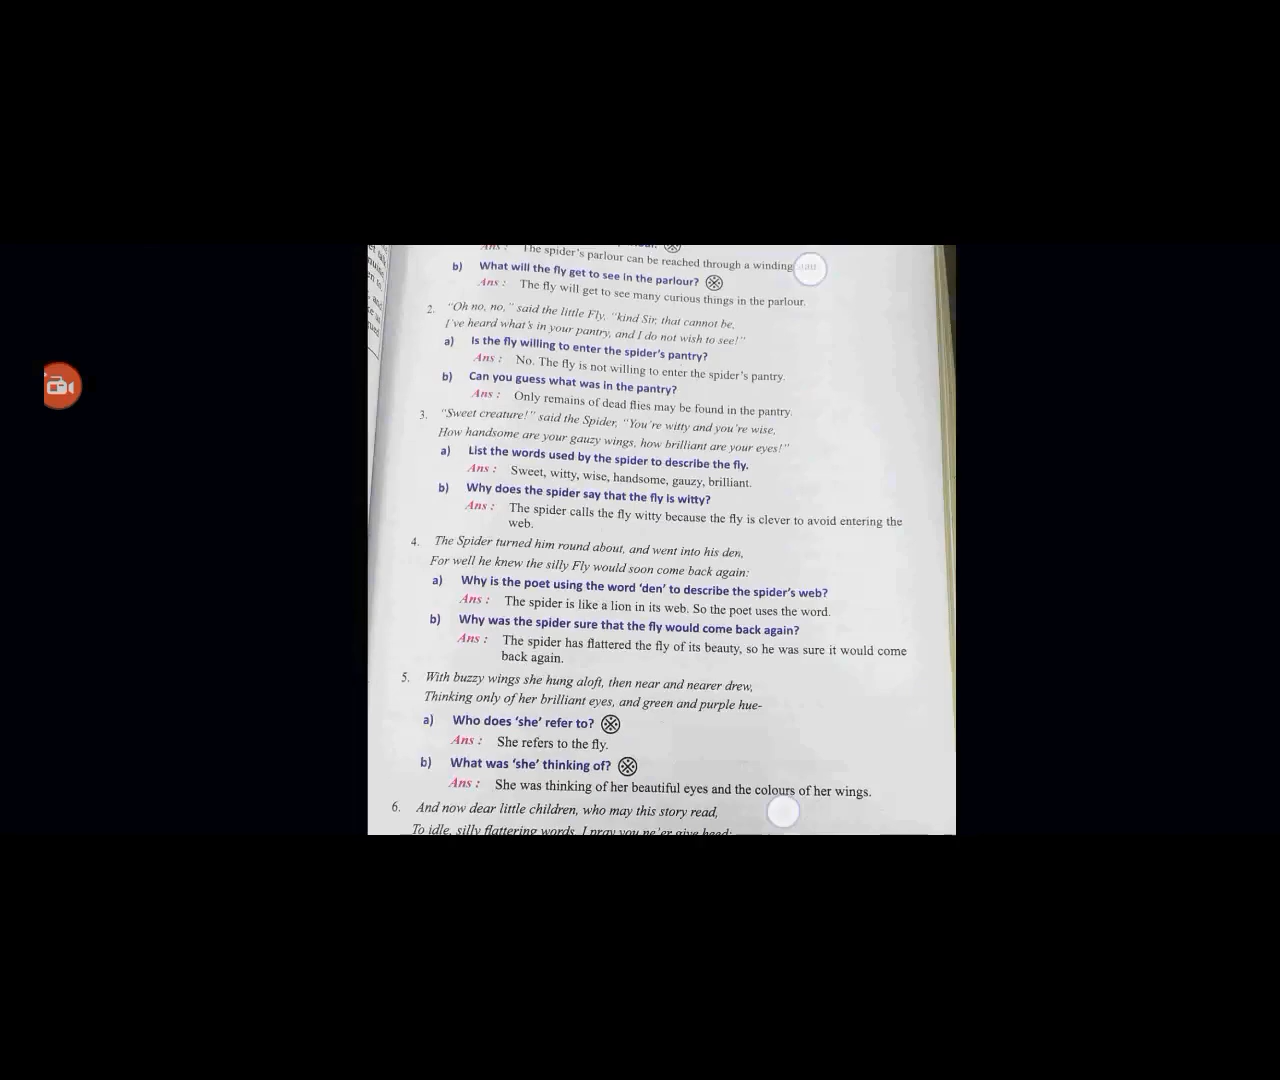 Ans : The spider's parlour can be reached through a winding
b) What will the fly get to see in the parlour?
Ans : The fly will get to see many curious things in the parlour.
2. "Oh no, no," said the little Fly, "kind Sir, that cannot be,
I've heard what's in your pantry, and I do not wish to see!"
a) Is the fly willing to enter the spider's pantry?
Ans : No. The fly is not willing to enter the spider's pantry.
b) Can you guess what was in the pantry?
Ans : Only remains of dead flies may be found in the pantry.
3. "Sweet creature!" said the Spider, "You're witty and you're wise,
How handsome are your gauzy wings, how brilliant are your eyes!"
a) List the words used by the spider to describe the fly.
Ans : Sweet, witty, wise, handsome, gauzy, brilliant.
b) Why does the spider say that the fly is witty?
Ans : The spider calls the fly witty because the fly is clever to avoid entering the
web.
4. The Spider turned him round about, and went into his den,
For well he knew the silly Fly would soon come back again:
a) Why is the poet using the word 'den' to describe the spider's web?
Ans : The spider is like a lion in its web. So the poet uses the word.
b) Why was the spider sure that the fly would come back again?
Ans : The spider has flattered the fly of its beauty, so he was sure it would come
back again.
5. With buzzy wings she hung aloft, then near and nearer drew,
Thinking only of her brilliant eyes, and green and purple hue-
a) Who does 'she' refer to?
Ans : She refers to the fly.
b) What was 'she' thinking of?
Ans : She was thinking of her beautiful eyes and the colours of her wings.
6. And now dear little children, who may this story read,
To idle, silly flattering words, I pray you ne'er give heed: